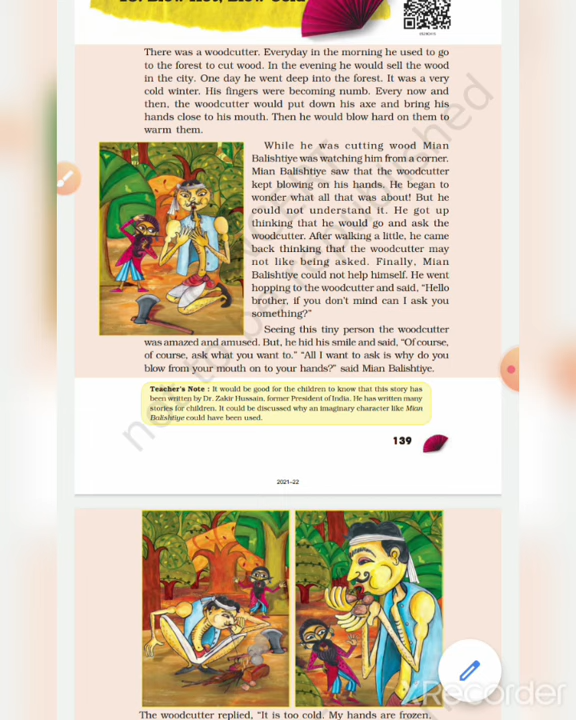 There was a woodcutter. Everyday in the morning he used to go
to the forest to cut wood. In the evening he would sell the wood
in the city. One day he went deep into the forest. It was a very
cold winter. His fingers were becoming numb. Every now and
then, the woodcutter would put down his axe and bring his
hands close to his mouth. Then he would blow hard on them to
warm them.
While he was cutting wood Mian
Balishtiye was watching him from a corner.
Mian Balishtiye saw that the woodcutter
kept blowing on his hands. He began to
wonder what all that was about! But he
could not understand it. He got up
thinking that he would go and ask the
woodcutter. After walking a little, he came
back thinking that the woodcutter may
not like being asked. Finally, Mian
Balishtiye could not help himself. He went
hopping to the woodcutter and said, "Hello
brother, if you don't mind can I ask you
something?"
Seeing this tiny person the woodcutter
was amazed and amused. But, he hid his smile and said, "Of course,
of course, ask what you want to." "All I want to ask is why do you
blow from your mouth on to your hands?" said Mian Balishtiye.
Teacher's Note : It would be good for the children to know that this story has
been written by Dr. Zakir Hussain, former President of India. He has written many
stories for children. It could be discussed why an imaginary character like Mian
Balishtiye could have been used.
139
2021–22
The woodcutter replied, "It is too cold. My hands are frozen,
Recorder